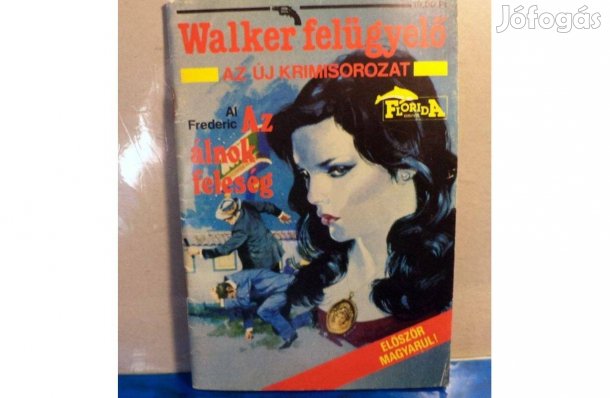 Jófogás
Walker felügyelő
AZ ÚJ KRIMISOROZAT
FLORIDA
Al
Frederic
Az
álnok
feleség
ELŐSZÖR
MAGYARUL!